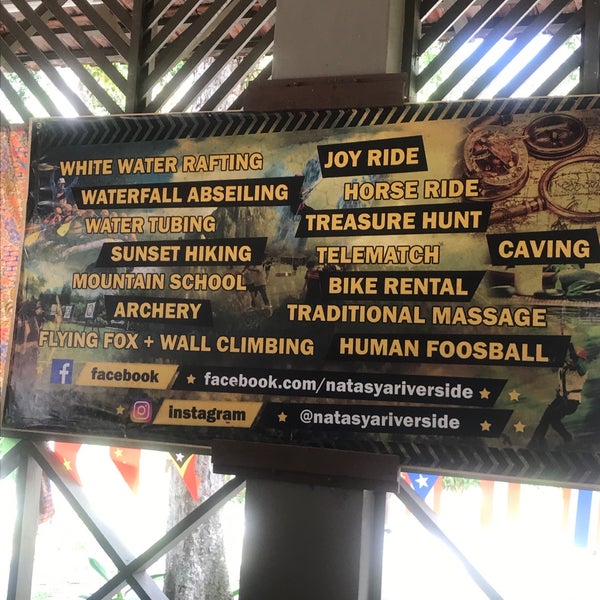 WHITE WATER RAFTING
JOY RIDE
WATERFALL ABSEILING
HORSE RIDE
WATER TUBING
TREASURE HUNT
SUNSET HIKING
TELEMATCH
CAVING
MOUNTAIN SCHOOL
BIKE RENTAL
ARCHERY
TRADITIONAL MASSAGE
FLYING FOX + WALL CLIMBING
HUMAN FOOSBALL
facebook
facebook.com/natasyariverside
instagram
@natasyariverside